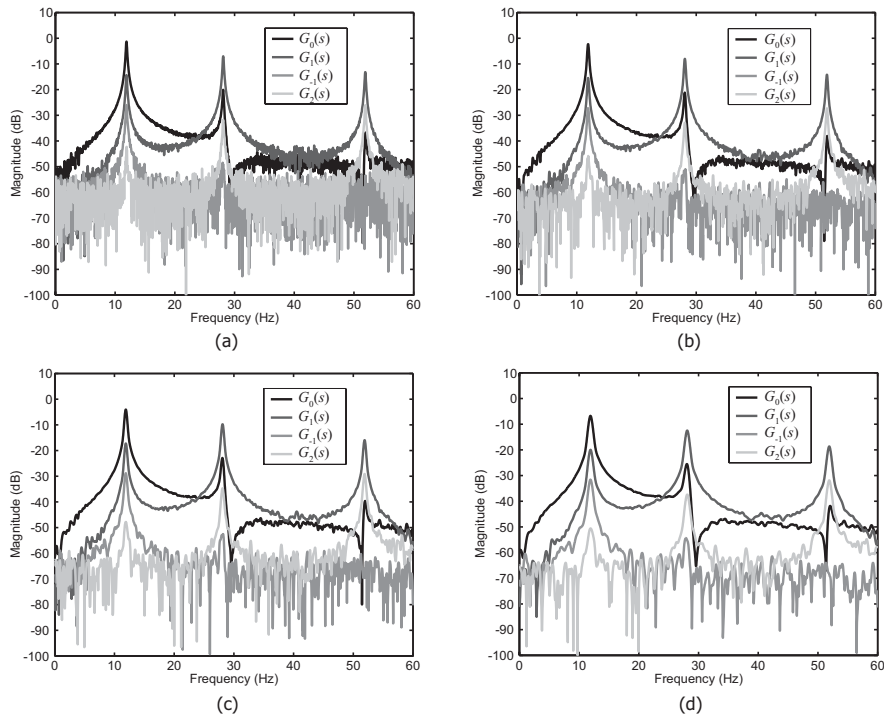 10
0
-10
-20
-30
-40
-50
-60
-70
-80
-90
-100
0 10 20 30 40 50 60
Magnitude (dB)
Frequency (Hz)
G0(s)
G1(s)
G-1(s)
G2(s)
(a)
10
0
-10
-20
-30
-40
-50
-60
-70
-80
-90
-100
0 10 20 30 40 50 60
Magnitude (dB)
Frequency (Hz)
G0(s)
G1(s)
G-1(s)
G2(s)
(b)
10
0
-10
-20
-30
-40
-50
-60
-70
-80
-90
-100
0 10 20 30 40 50 60
Magnitude (dB)
Frequency (Hz)
G0(s)
G1(s)
G-1(s)
G2(s)
(c)
10
0
-10
-20
-30
-40
-50
-60
-70
-80
-90
-100
0 10 20 30 40 50 60
Magnitude (dB)
Frequency (Hz)
G0(s)
G1(s)
G-1(s)
G2(s)
(d)